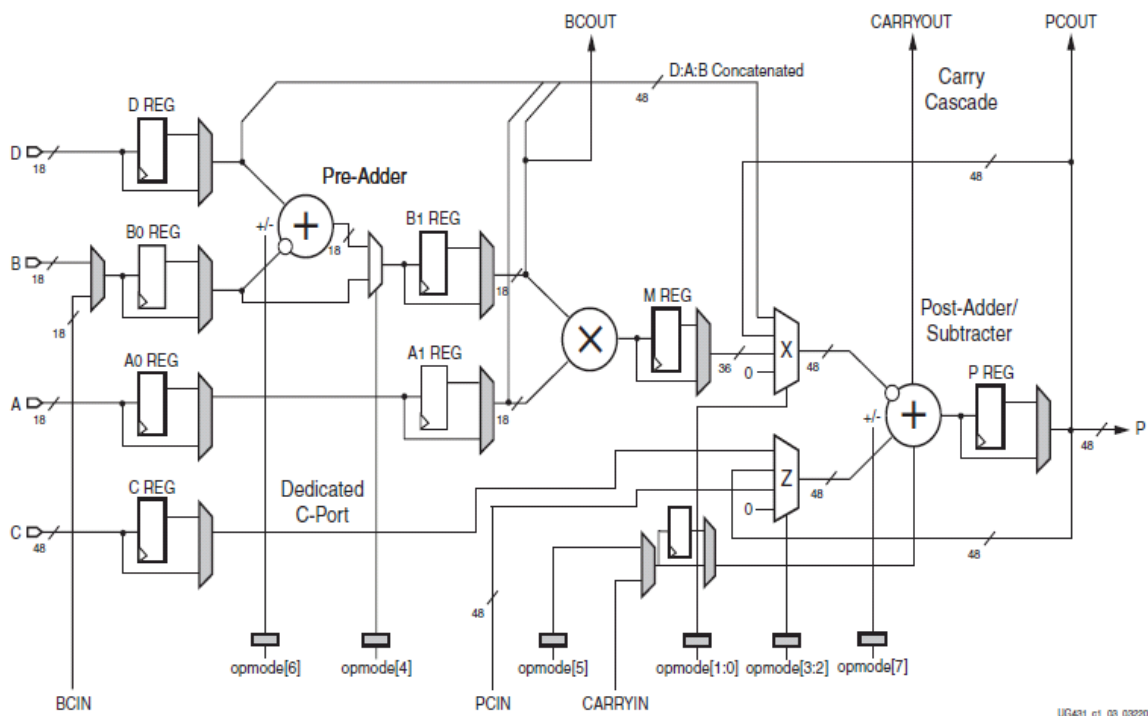 BCOUT
CARRYOUT
PCOUT
D:A:B Concatenated
48
Carry
Cascade
D REG
D
18
48
Pre-Adder
+/-
B1 REG
18
B0 REG
B
18
18
18
M REG
Post-Adder/
Subtracter
A0 REG
A1 REG
X
36
48
0
P REG
A
18
18
+/-
P
48
C REG
Dedicated
C-Port
Z
48
0
C
48
48
48
opmode[6]
opmode[4]
opmode[5]
opmode[1:0]
opmode[3:2]
opmode[7]
BCIN
PCIN
CARRYIN